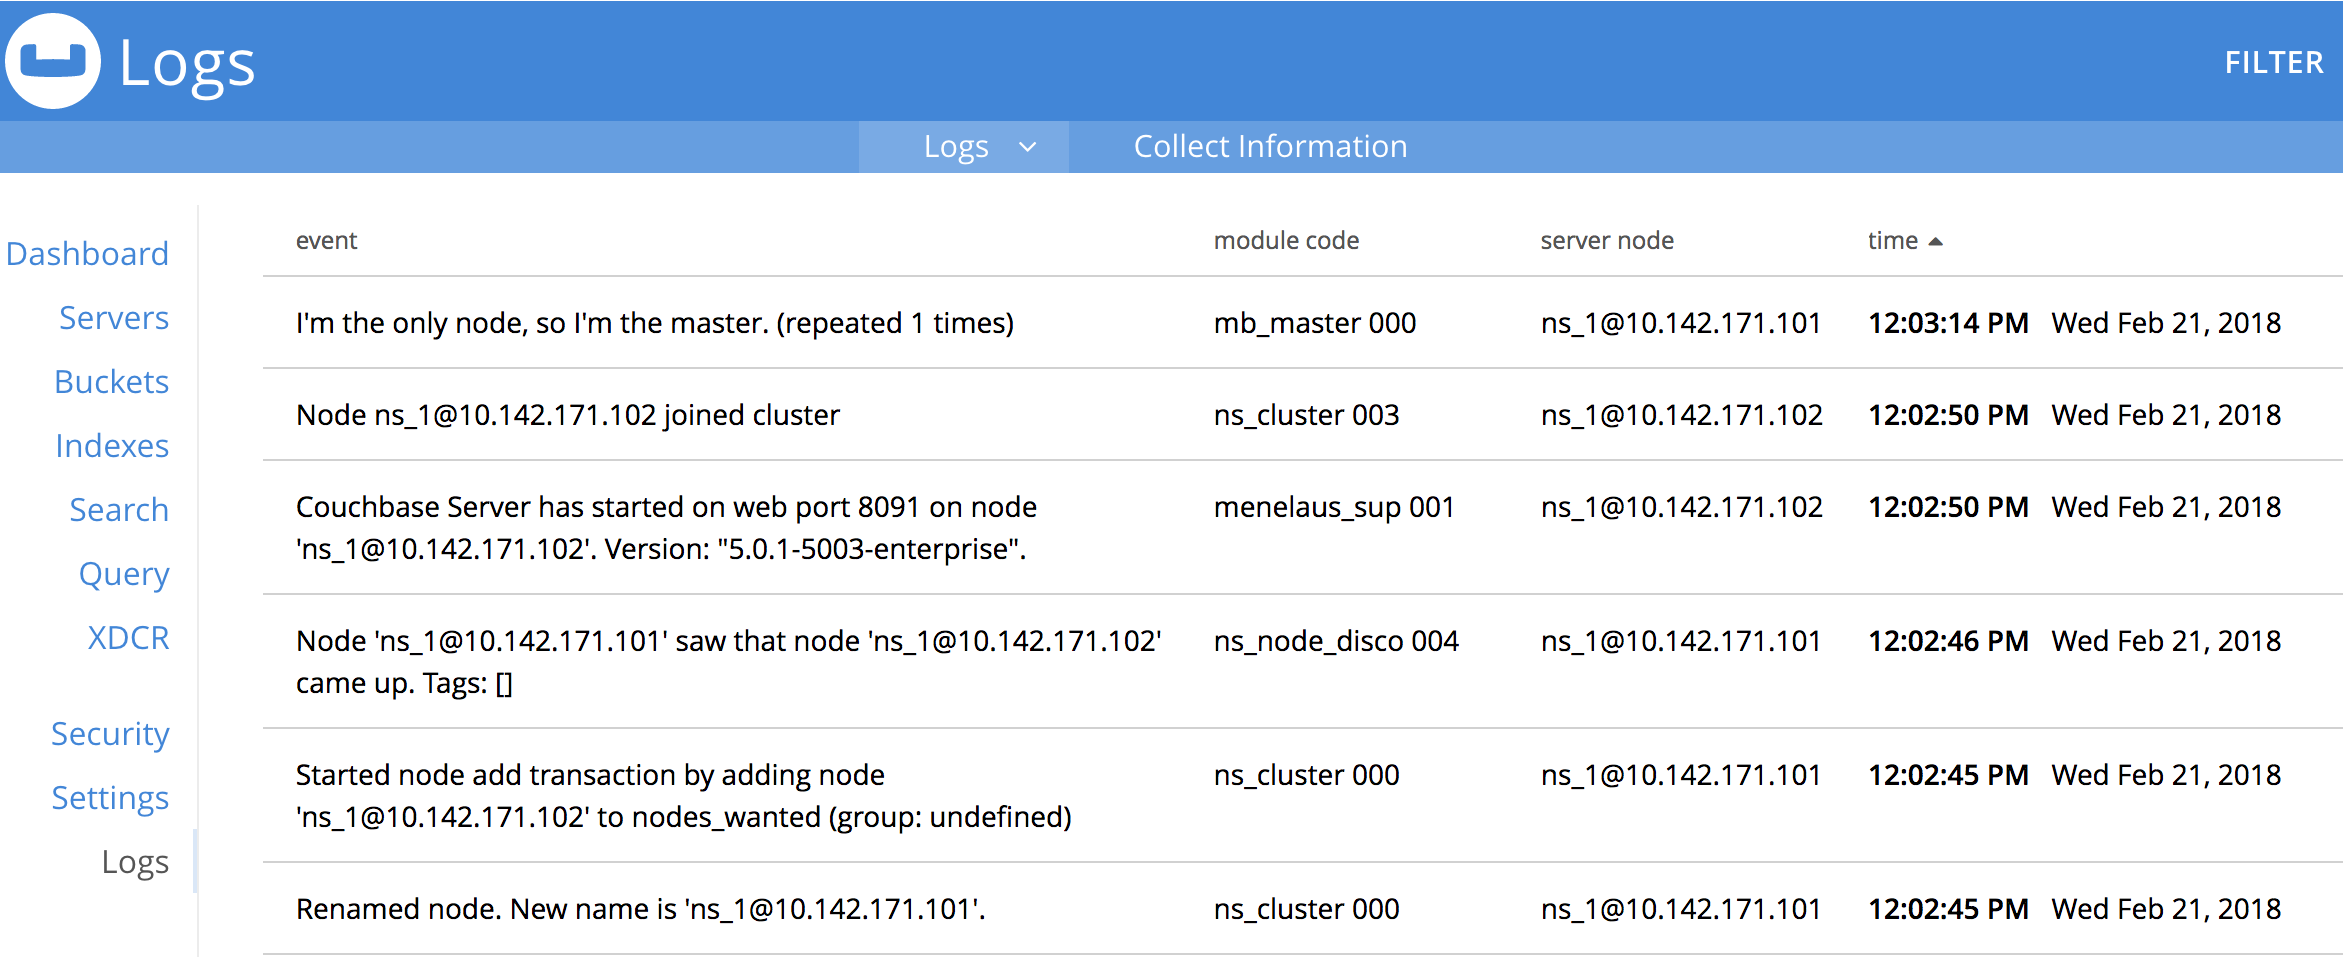 Logs
FILTER
Logs Collect Information
Dashboard
Servers
Buckets
Indexes
Search
Query
XDCR
Security
Settings
Logs
event module code server node time
I'm the only node, so I'm the master. (repeated 1 times) mb_master 000 ns_1@10.142.171.101 12:03:14 PM Wed Feb 21, 2018
Node ns_1@10.142.171.102 joined cluster ns_cluster 003 ns_1@10.142.171.102 12:02:50 PM Wed Feb 21, 2018
Couchbase Server has started on web port 8091 on node menelaus_sup 001 ns_1@10.142.171.102 12:02:50 PM Wed Feb 21, 2018
'ns_1@10.142.171.102'. Version: "5.0.1-5003-enterprise".
Node 'ns_1@10.142.171.101' saw that node 'ns_1@10.142.171.102' ns_node_disco 004 ns_1@10.142.171.101 12:02:46 PM Wed Feb 21, 2018
came up. Tags: []
Started node add transaction by adding node ns_cluster 000 ns_1@10.142.171.101 12:02:45 PM Wed Feb 21, 2018
'ns_1@10.142.171.102' to nodes_wanted (group: undefined)
Renamed node. New name is 'ns_1@10.142.171.101'. ns_cluster 000 ns_1@10.142.171.101 12:02:45 PM Wed Feb 21, 2018